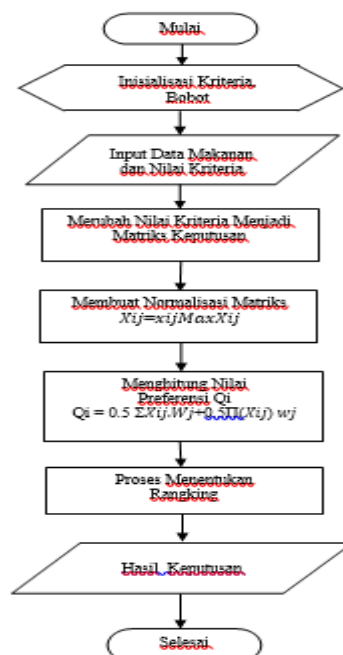 Mulai
Inisialisasi Kriteria
Bobot
Input Data Makanan
dan Nilai Kriteria
Merubah Nilai Kriteria Menjadi
Matriks Keputusan
Membuat Normalisasi Matriks
Xij=xijMaxXij
Menghitung Nilai
Preferensi Qi
Qi = 0.5 ΣXij.Wj+0.5Π(Xij) wj
Proses Menentukan
Rangking
Hasil Keputusan
Selesai